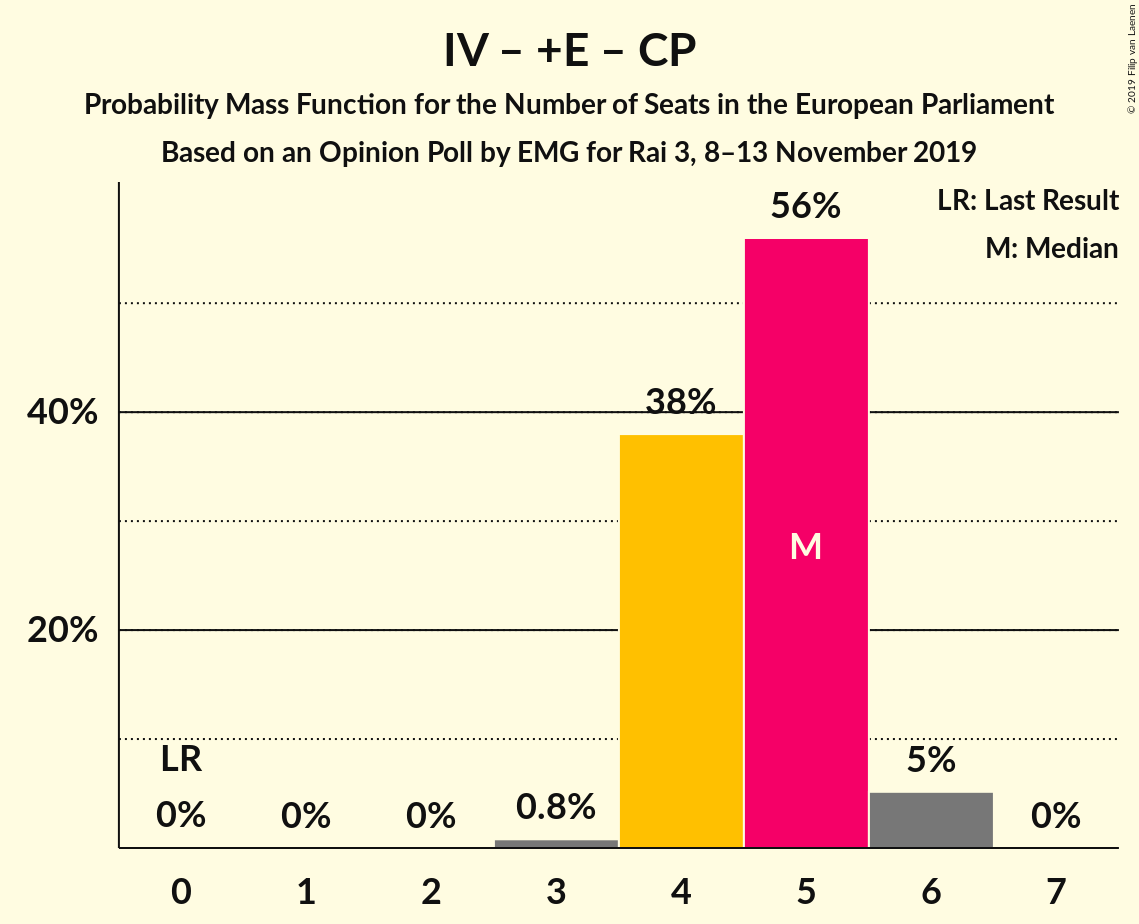 IV – +E – CP
Probability Mass Function for the Number of Seats in the European Parliament
Based on an Opinion Poll by EMG for Rai 3, 8–13 November 2019
© 2019 Filip van Laenen
LR: Last Result
M: Median
56%
40%
38%
M
20%
LR
0%
0%
0%
0.8%
5%
0%
0 1 2 3 4 5 6 7